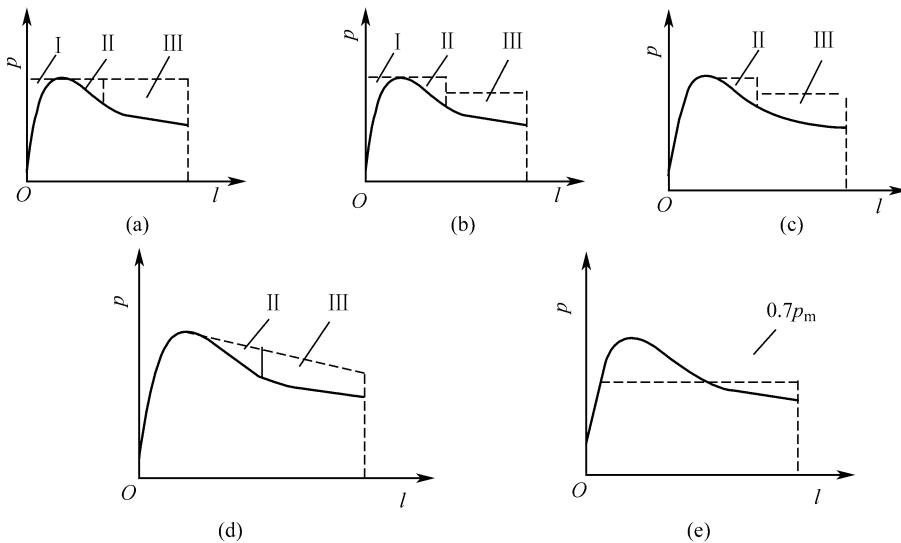 I II III
p
O l
(a)
I II III
p
O l
(b)
II III
p
O l
(c)
II III
p
O l
(d)
0.7pm
p
O l
(e)